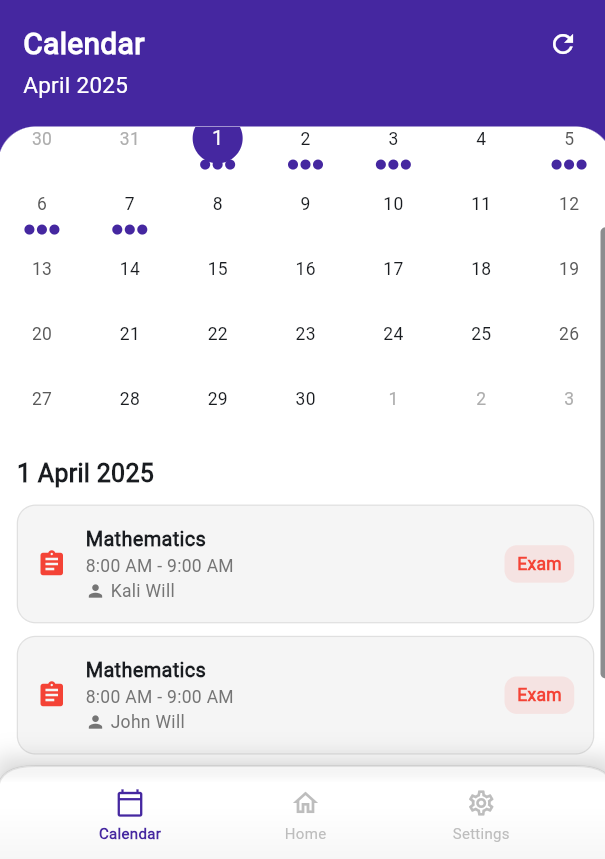 Calendar
April 2025
30 31 1 2 3 4 5
6 7 8 9 10 11 12
13 14 15 16 17 18 19
20 21 22 23 24 25 26
27 28 29 30 1 2 3
1 April 2025
Mathematics
8:00 AM - 9:00 AM
Kali Will
Exam
Mathematics
8:00 AM - 9:00 AM
John Will
Exam
Calendar Home Settings